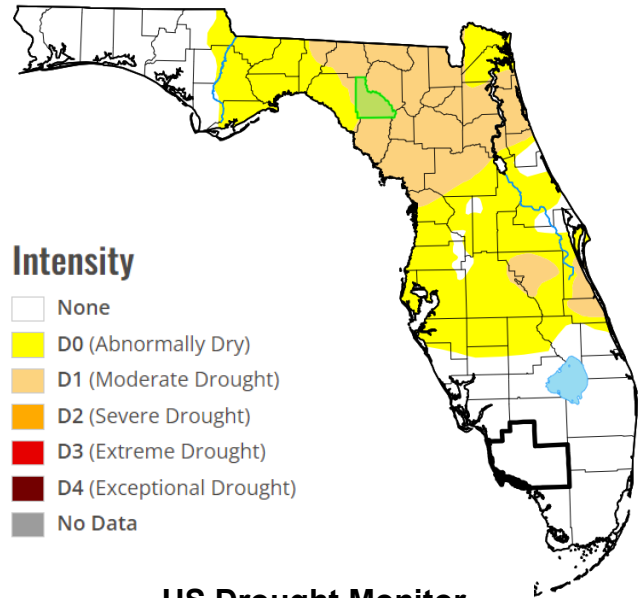 Intensity
None
D0 (Abnormally Dry)
D1 (Moderate Drought)
D2 (Severe Drought)
D3 (Extreme Drought)
D4 (Exceptional Drought)
No Data
US Drought Monitor